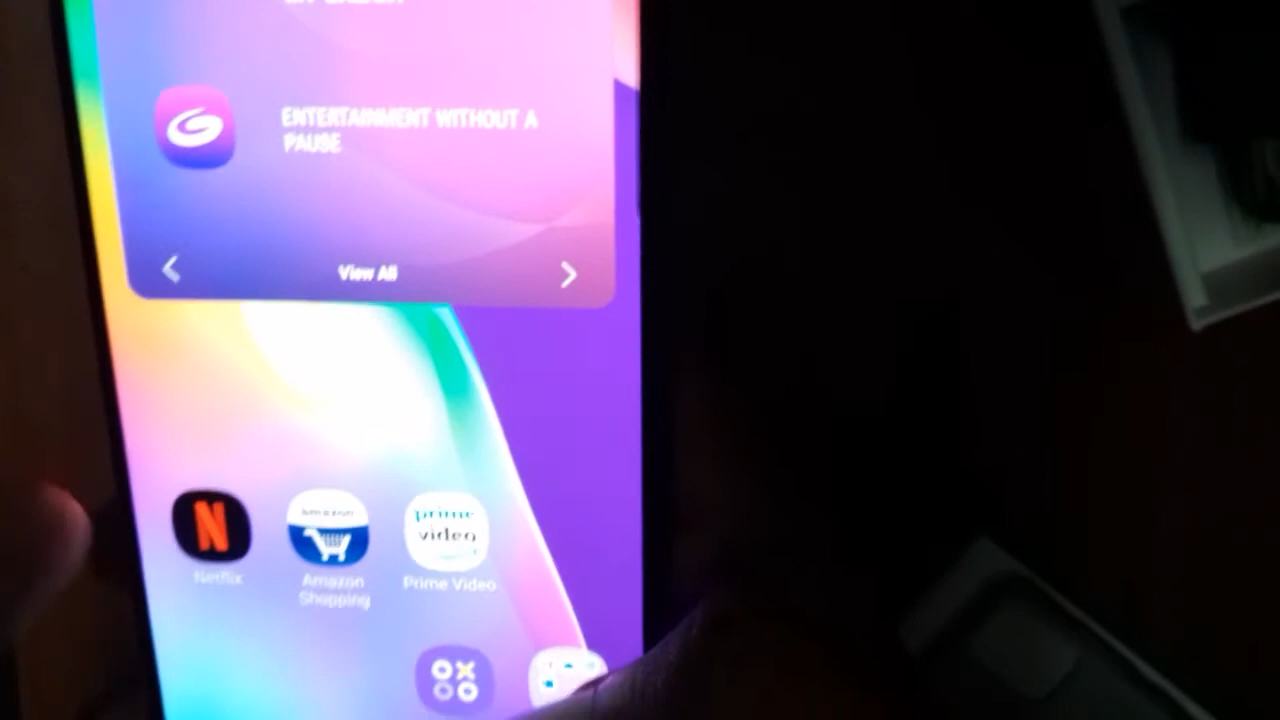 ENTERTAINMENT WITHOUT A
PAUSE
View All
N
prime
video
Netflix
Amazon
Shopping
Prime Video